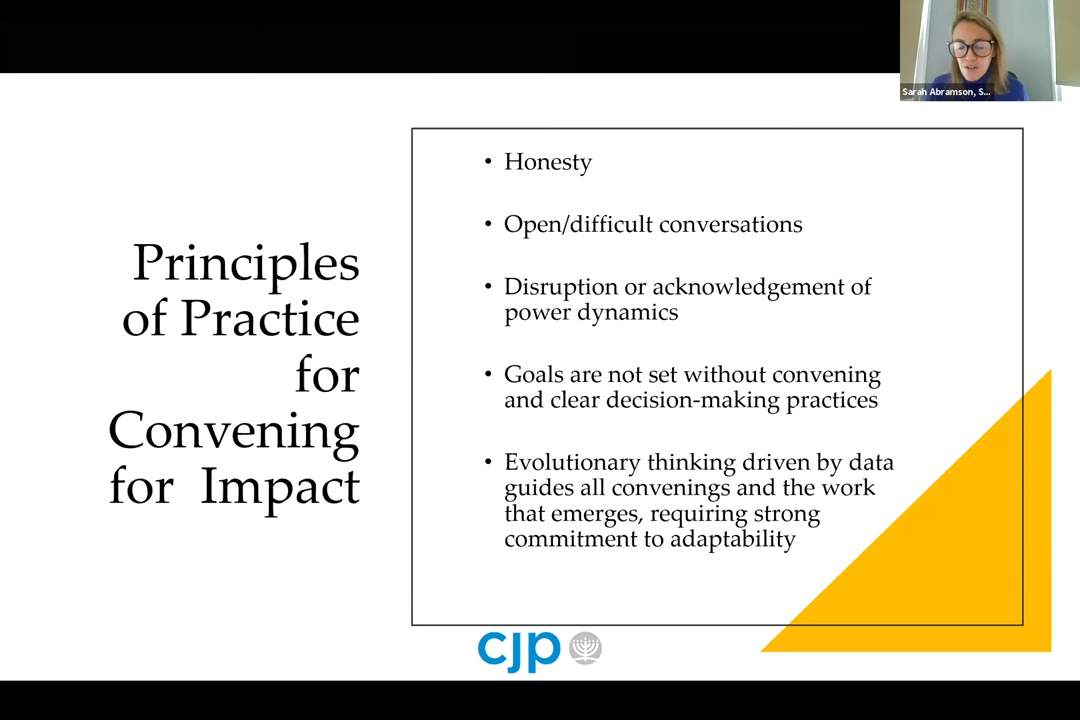 Sarah Abramson, S...
Principles
of Practice
for
Convening
for Impact
• Honesty
• Open/difficult conversations
• Disruption or acknowledgement of
power dynamics
• Goals are not set without convening
and clear decision-making practices
• Evolutionary thinking driven by data
guides all convenings and the work
that emerges, requiring strong
commitment to adaptability
cjp